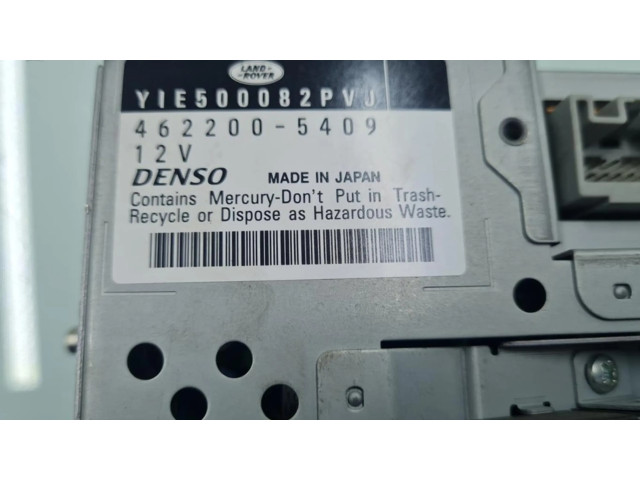 LAND-
ROVER
YIE500082PVJ
462200-5409
12V
DENSO MADE IN JAPAN
Contains Mercury-Don't Put in Trash-
Recycle or Dispose as Hazardous Waste.